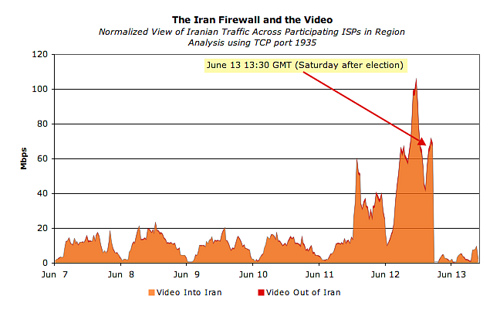 The Iran Firewall and the Video
Normalized View of Iranian Traffic Across Participating ISPs in Region
Analysis using TCP port 1935
120
June 13 13:30 GMT (Saturday after election)
100
80
Mbps
60
40
20
0
Jun 7 Jun 8 Jun 9 Jun 10 Jun 11 Jun 12 Jun 13
Video Into Iran Video Out of Iran